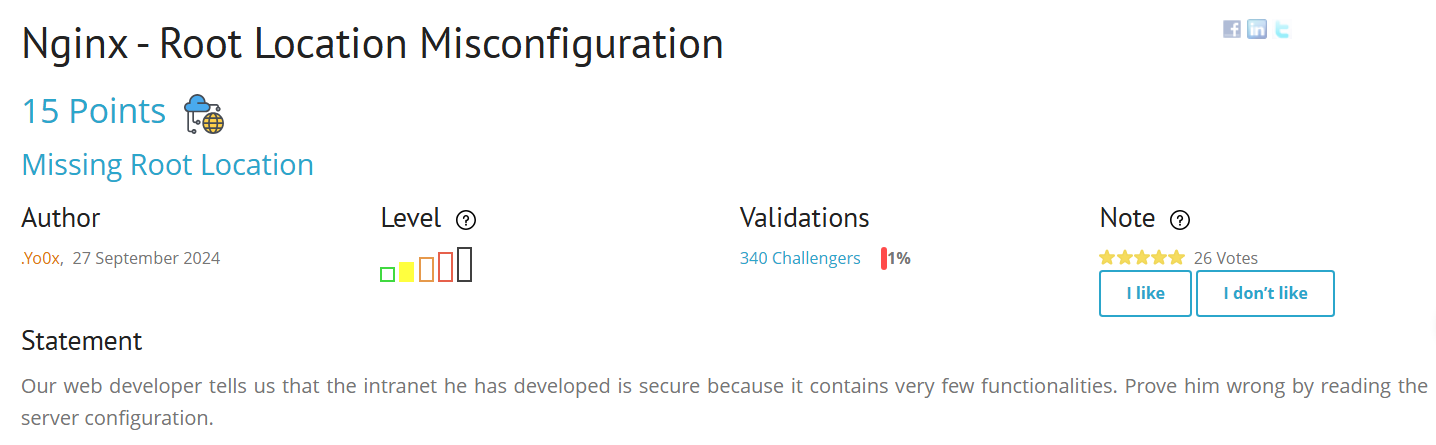 Nginx - Root Location Misconfiguration
15 Points
Missing Root Location
Author
Level ?
Validations
Note ?
.Yo0x, 27 September 2024
340 Challengers 1%
26 Votes
I like
I don't like
Statement
Our web developer tells us that the intranet he has developed is secure because it contains very few functionalities. Prove him wrong by reading the
server configuration.